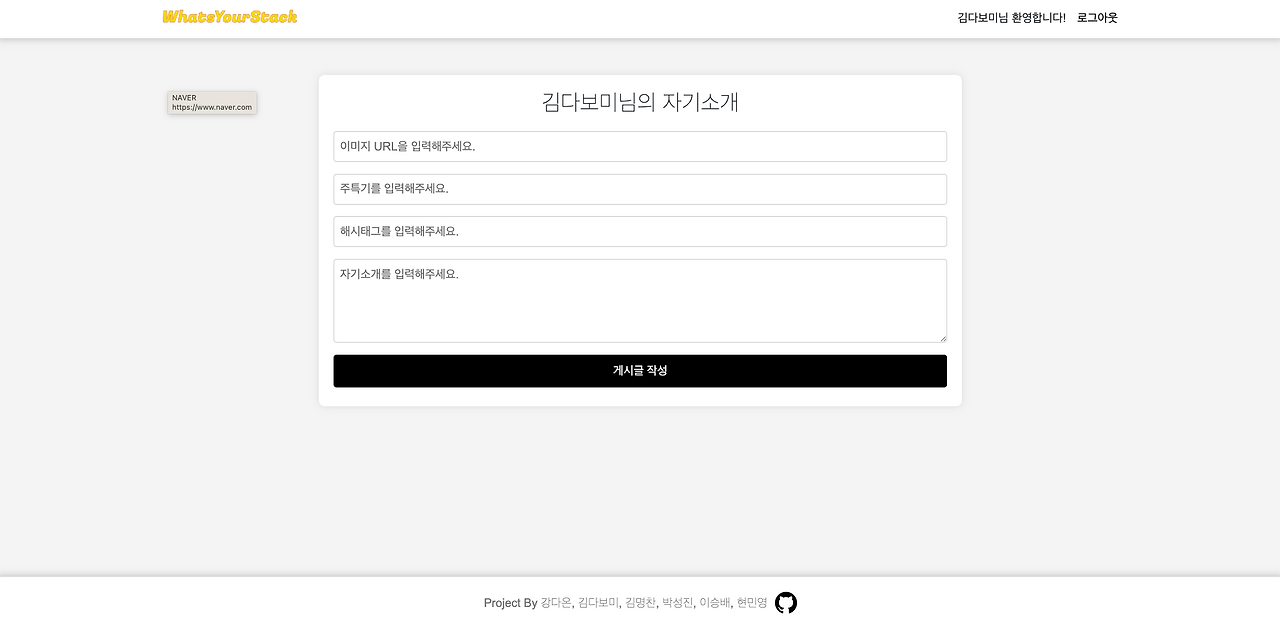 WhatsYourStack
김다보미님 환영합니다! 로그아웃
NAVER
https://www.naver.com
김다보미님의 자기소개
이미지 URL을 입력해주세요.
주특기를 입력해주세요.
해시태그를 입력해주세요.
자기소개를 입력해주세요.
게시글 작성
Project By 강다온, 김다보미, 김명찬, 박성진, 이승배, 현민영